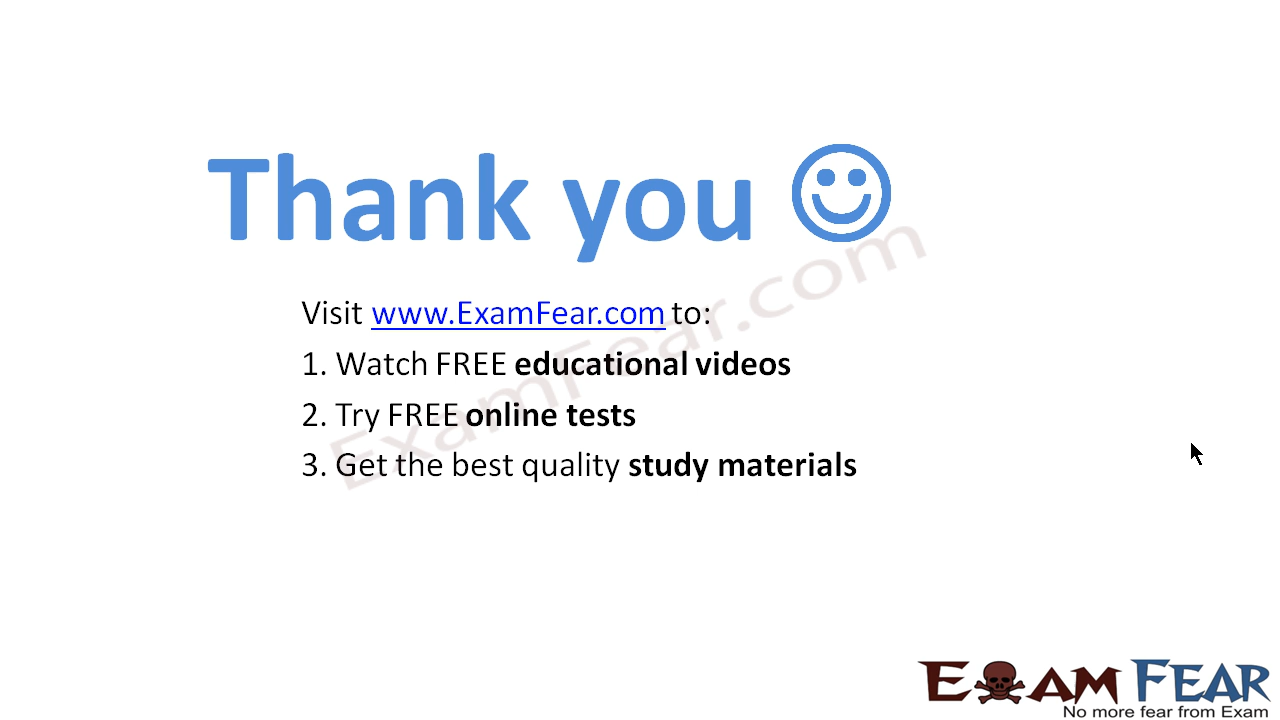 Thank you
Visit www.ExamFear.com to:
1. Watch FREE educational videos
2. Try FREE online tests
3. Get the best quality study materials
ExamFear.com
EXAM FEAR
No more fear from Exam